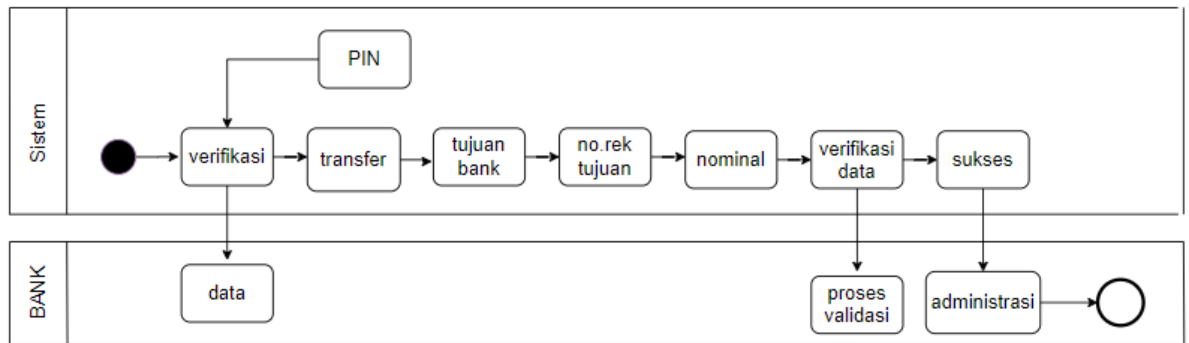 Sistem
PIN
verifikasi
transfer
tujuan
bank
no.rek
tujuan
nominal
verifikasi
data
sukses
BANK
data
proses
validasi
administrasi